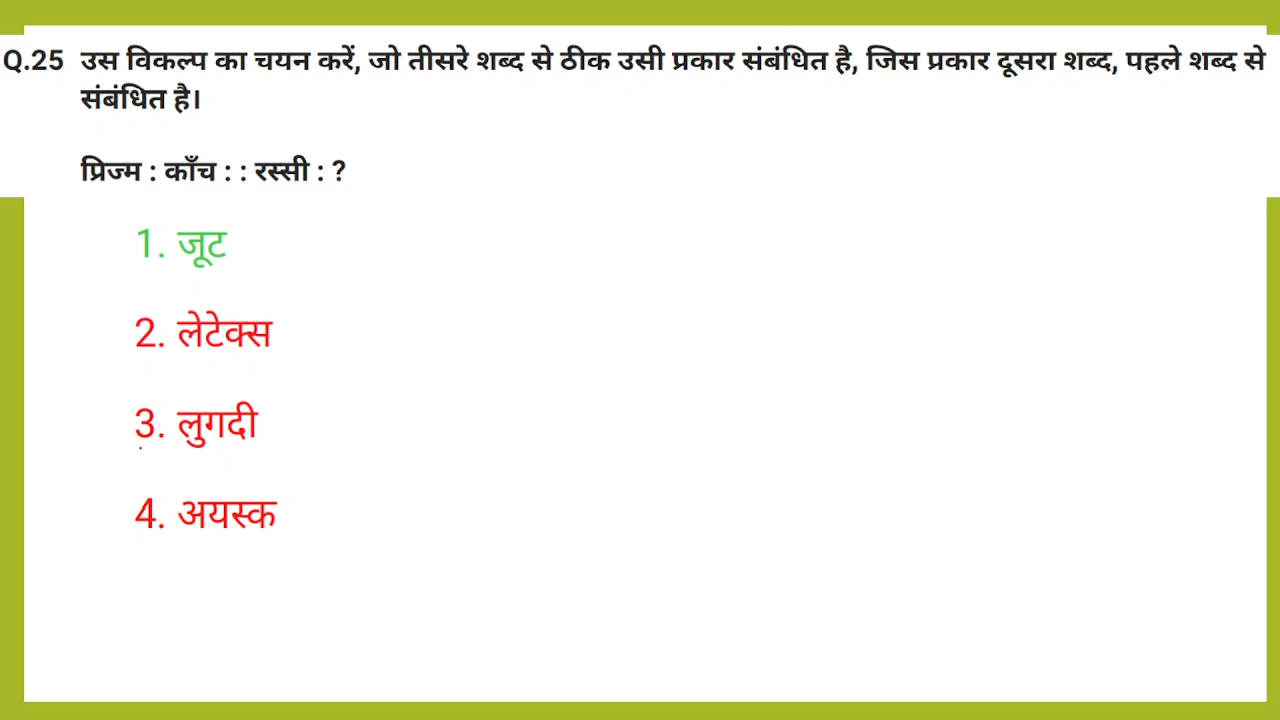 Q.25 उस विकल्प का चयन करें, जो तीसरे शब्द से ठीक उसी प्रकार संबंधित है, जिस प्रकार दूसरा शब्द, पहले शब्द से
संबंधित है।
प्रिज्म : काँच : : रस्सी : ?
1. जूट
2. लेटेक्स
3. लुगदी
4. अयस्क